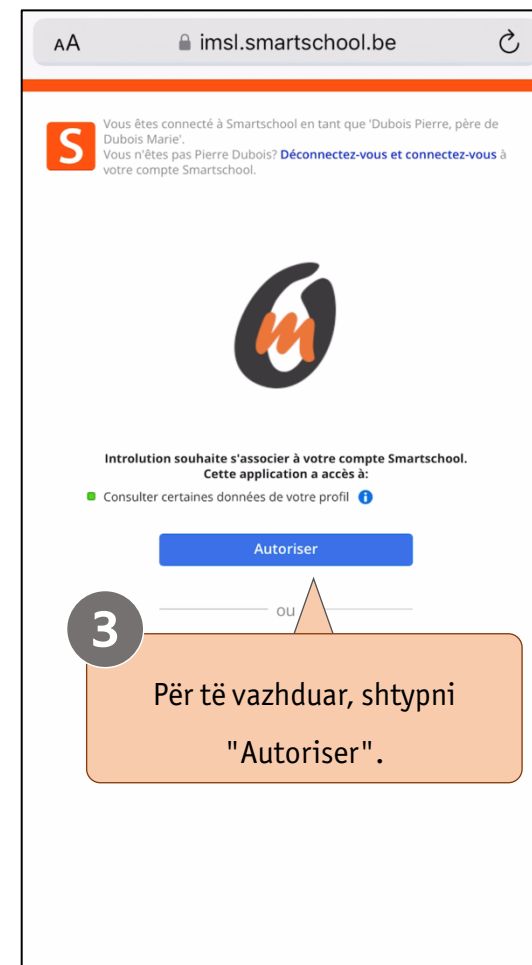 AA imsl.smartschool.be
S
Vous êtes connecté à Smartschool en tant que 'Dubois Pierre, père de
Dubois Marie'.
Vous n'êtes pas Pierre Dubois? Déconnectez-vous et connectez-vous à
votre compte Smartschool.
m
Introlution souhaite s'associer à votre compte Smartschool.
Cette application a accès à:
Consulter certaines données de votre profil i
Autoriser
ou
3
Për të vazhduar, shtypni
"Autoriser".